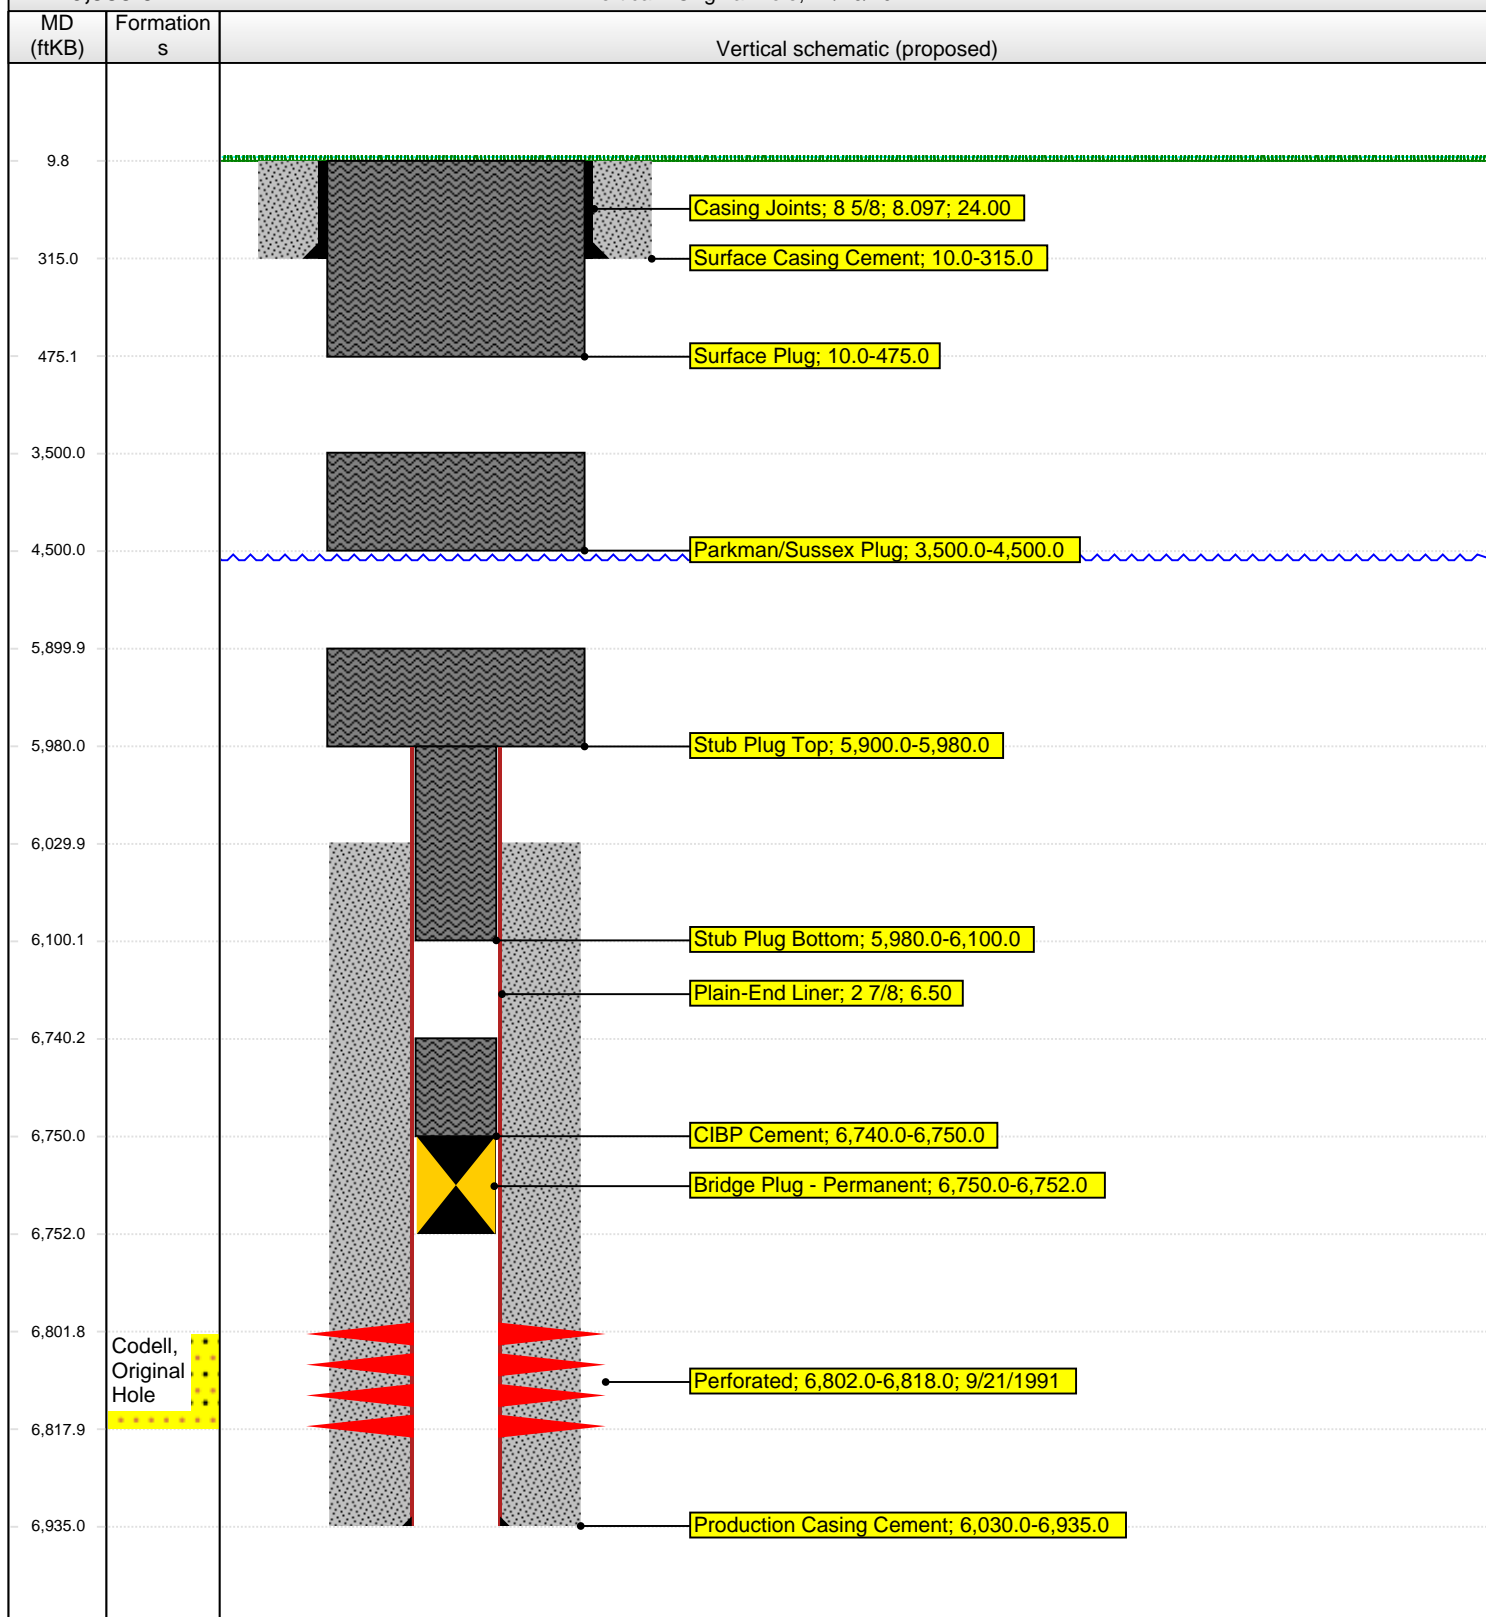 MD
(ftKB)
Formation
s
Vertical schematic (proposed)
9.8
Casing Joints; 8 5/8; 8.097; 24.00
315.0
Surface Casing Cement; 10.0-315.0
475.1
Surface Plug; 10.0-475.0
3,500.0
4,500.0
Parkman/Sussex Plug; 3,500.0-4,500.0
5,899.9
5,980.0
Stub Plug Top; 5,900.0-5,980.0
6,029.9
6,100.1
Stub Plug Bottom; 5,980.0-6,100.0
Plain-End Liner; 2 7/8; 6.50
6,740.2
6,750.0
CIBP Cement; 6,740.0-6,750.0
Bridge Plug - Permanent; 6,750.0-6,752.0
6,752.0
6,801.8
Codell,
Original
Hole
Perforated; 6,802.0-6,818.0; 9/21/1991
6,817.9
6,935.0
Production Casing Cement; 6,030.0-6,935.0